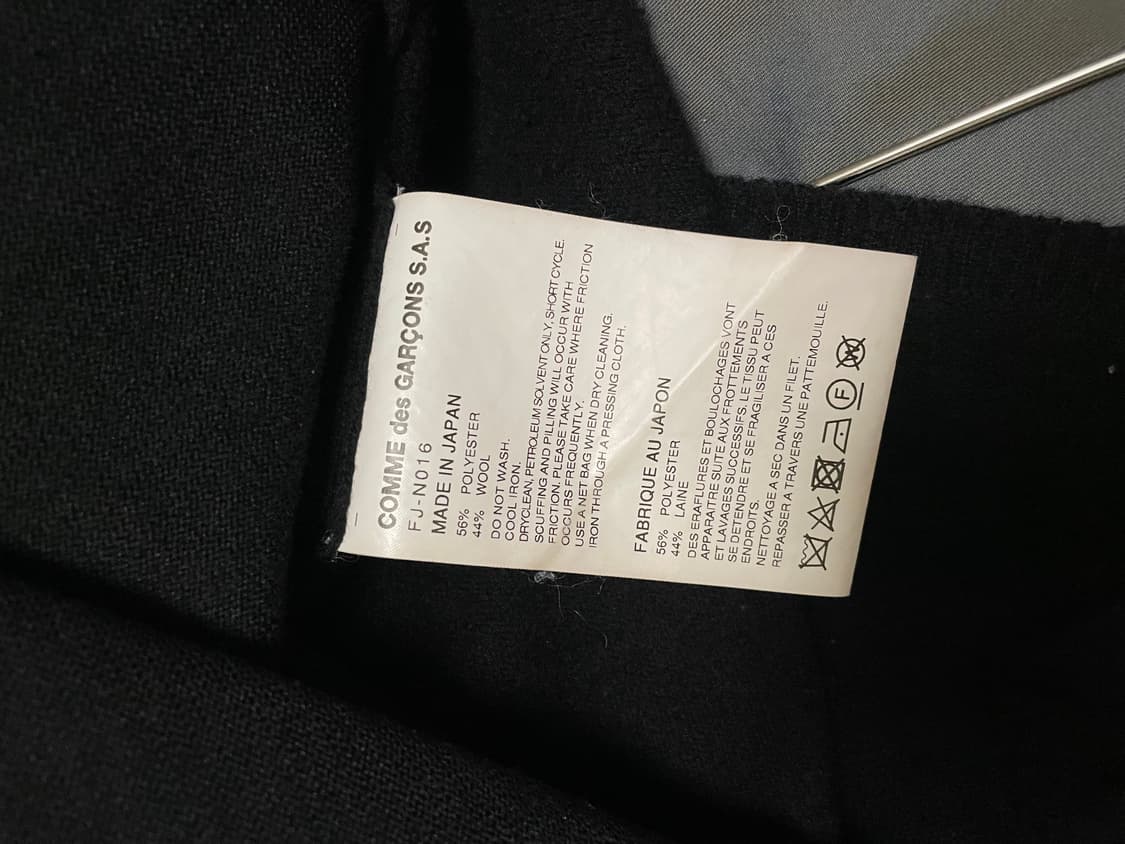 COMME des GARÇONS S.A.S
FJ-N016
MADE IN JAPAN
56% POLYESTER
44% WOOL
DO NOT WASH.
COOL IRON.
DRYCLEAN, PETROLEUM SOLVENT ONLY, SHORT CYCLE.
SCUFFING AND PILLING WILL OCCUR WITH
FRICTION. PLEASE TAKE CARE WHERE FRICTION
OCCURS FREQUENTLY.
USE A NET BAG WHEN DRY CLEANING.
IRON THROUGH A PRESSING CLOTH.
FABRIQUE AU JAPON
56% POLYESTER
44% LAINE
DES ERAFLURES ET BOULOCHAGES VONT
APPARAITRE SUITE AUX FROTTEMENTS
ET LAVAGES SUCCESSIFS. LE TISSU PEUT
SE DETENDRE ET SE FRAGILISER A CES
ENDROITS.
NETTOYAGE A SEC DANS UN FILET.
REPASSER A TRAVERS UNE PATTEMOUILLE.
F W